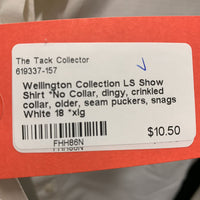 The Tack Collector
619337-157
Wellington Collection LS Show
Shirt *No Collar, dingy, crinkled
collar, older, seam puckers, snags
White 18 *xlg
$10.50
FHH86N
FHH86N